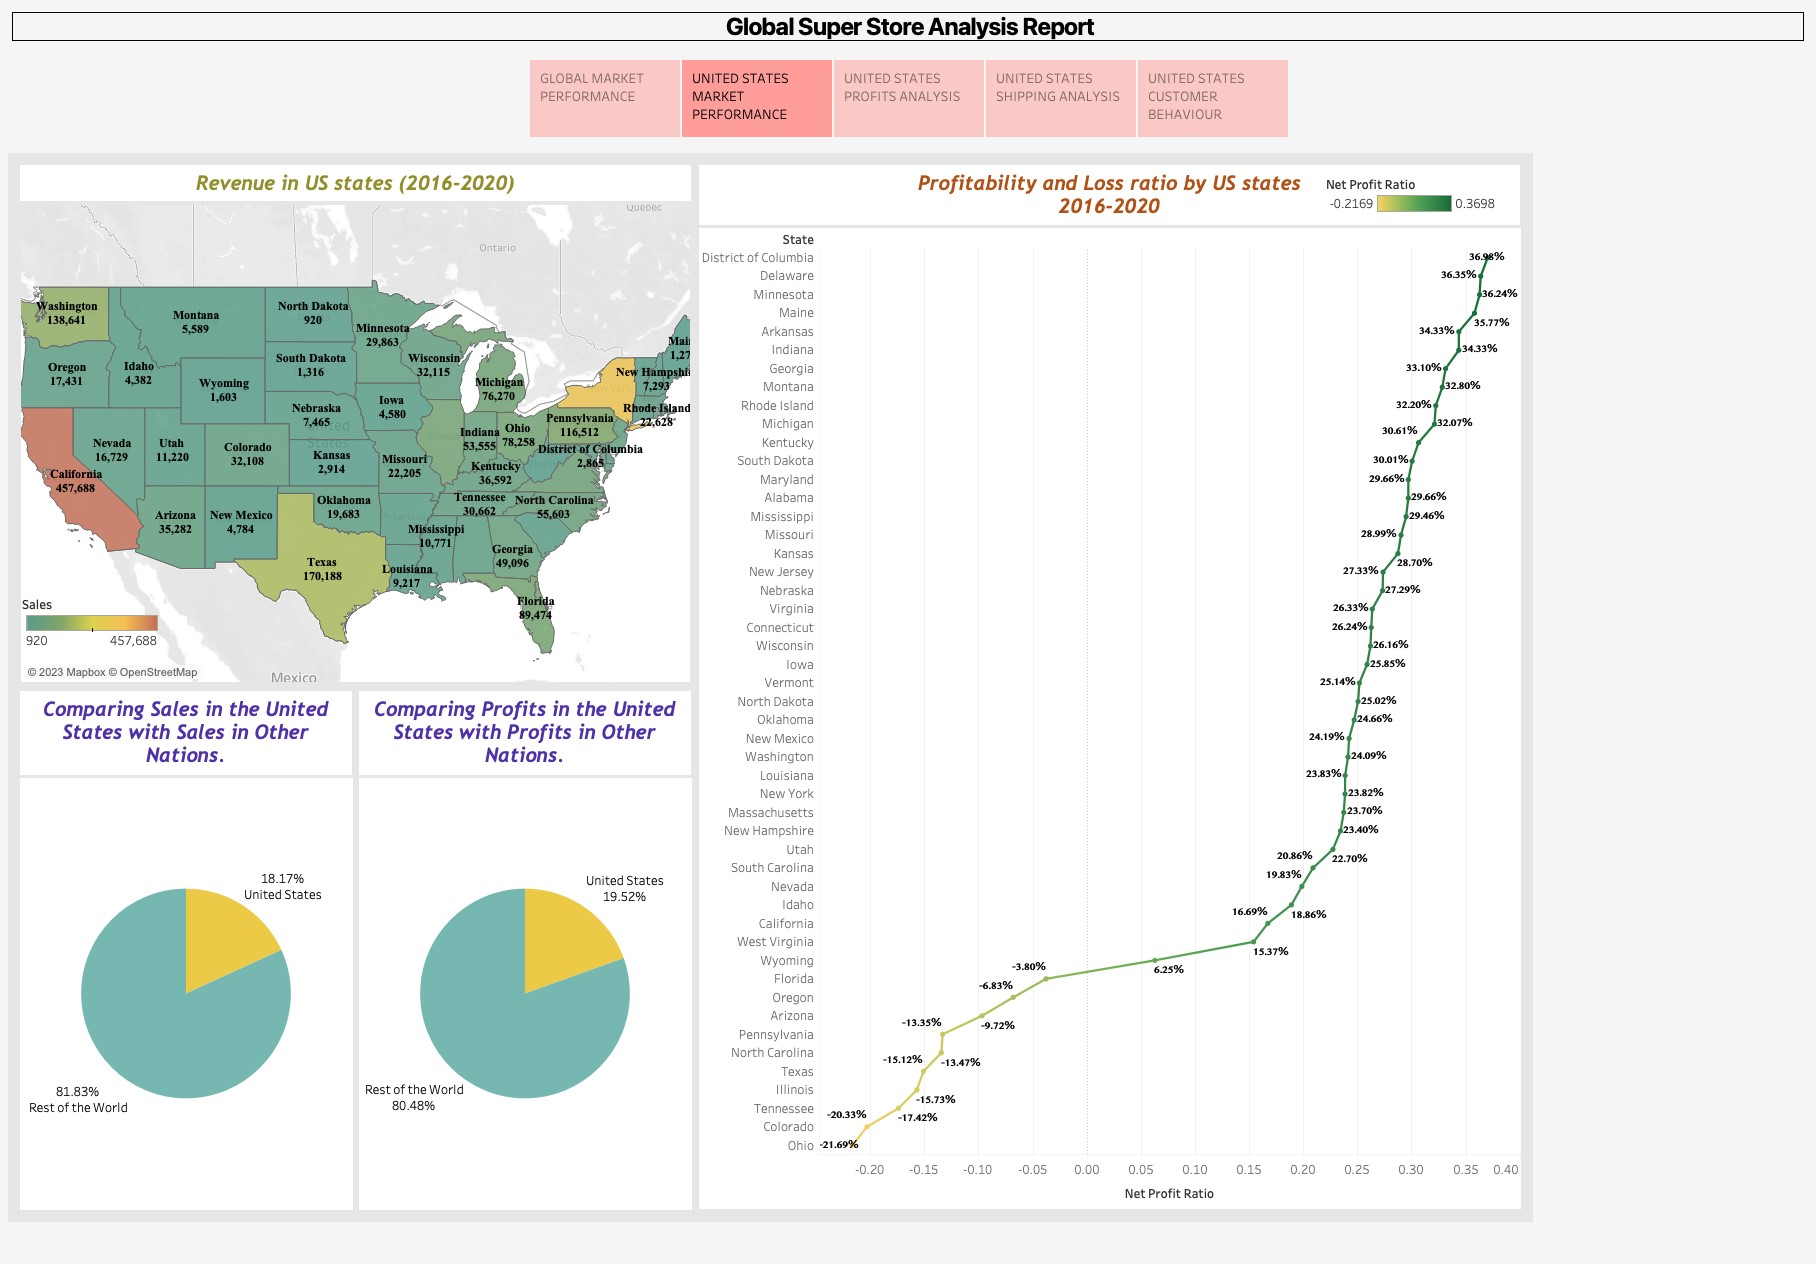 Global Super Store Analysis Report
GLOBAL MARKET
PERFORMANCE
UNITED STATES
MARKET
PERFORMANCE
UNITED STATES
PROFITS ANALYSIS
UNITED STATES
SHIPPING ANALYSIS
UNITED STATES
CUSTOMER
BEHAVIOUR
Revenue in US states (2016-2020)
Quebec
Ontario
Washington
138,641
Montana
5,589
North Dakota
920
Minnesota
29,863
Oregon
17,431
Idaho
4,382
Wyoming
1,603
South Dakota
1,316
Wisconsin
32,115
Michigan
76,270
Mai
1,27
New Hampshi
7,293
Rhode Island
22,628
Nebraska
7,465
Iowa
4,580
Pennsylvania
116,512
Nevada
16,729
Utah
11,220
Colorado
32,108
Kansas
2,914
Missouri
22,205
Indiana
53,555
Ohio
78,258
District of Columbia
2,865
Kentucky
36,592
California
457,688
Arizona
35,282
New Mexico
4,784
Oklahoma
19,683
Tennessee
30,662
North Carolina
55,603
Mississippi
10,771
Georgia
49,096
Texas
170,188
Louisiana
9,217
Florida
89,474
Sales
920
457,688
© 2023 Mapbox © OpenStreetMap
Mexico
Comparing Sales in the United
States with Sales in Other
Nations.
18.17%
United States
81.83%
Rest of the World
Comparing Profits in the United
States with Profits in Other
Nations.
United States
19.52%
Rest of the World
80.48%
Profitability and Loss ratio by US states
2016-2020
Net Profit Ratio
-0.2169 0.3698
State
District of Columbia 36.98%
Delaware 36.35%
Minnesota 36.24%
Maine 35.77%
Arkansas 34.33%
Indiana 34.33%
Georgia 33.10%
Montana 32.80%
Rhode Island 32.20%
Michigan 32.07%
Kentucky 30.61%
South Dakota 30.01%
Maryland 29.66%
Alabama 29.66%
Mississippi 29.46%
Missouri 28.99%
Kansas 28.70%
New Jersey 27.33%
Nebraska 27.29%
Virginia 26.33%
Connecticut 26.24%
Wisconsin 26.16%
Iowa 25.85%
Vermont 25.14%
North Dakota 25.02%
Oklahoma 24.66%
New Mexico 24.19%
Washington 24.09%
Louisiana 23.83%
New York 23.82%
Massachusetts 23.70%
New Hampshire 23.40%
Utah 22.70%
South Carolina 20.86%
Nevada 19.83%
Idaho 18.86%
California 16.69%
West Virginia 15.37%
Wyoming 6.25%
Florida -3.80%
Oregon -6.83%
Arizona -9.72%
Pennsylvania -13.35%
North Carolina -13.47%
Texas -15.12%
Illinois -15.73%
Tennessee -17.42%
Colorado -20.33%
Ohio -21.69%
-0.20 -0.15 -0.10 -0.05 0.00 0.05 0.10 0.15 0.20 0.25 0.30 0.35 0.40
Net Profit Ratio